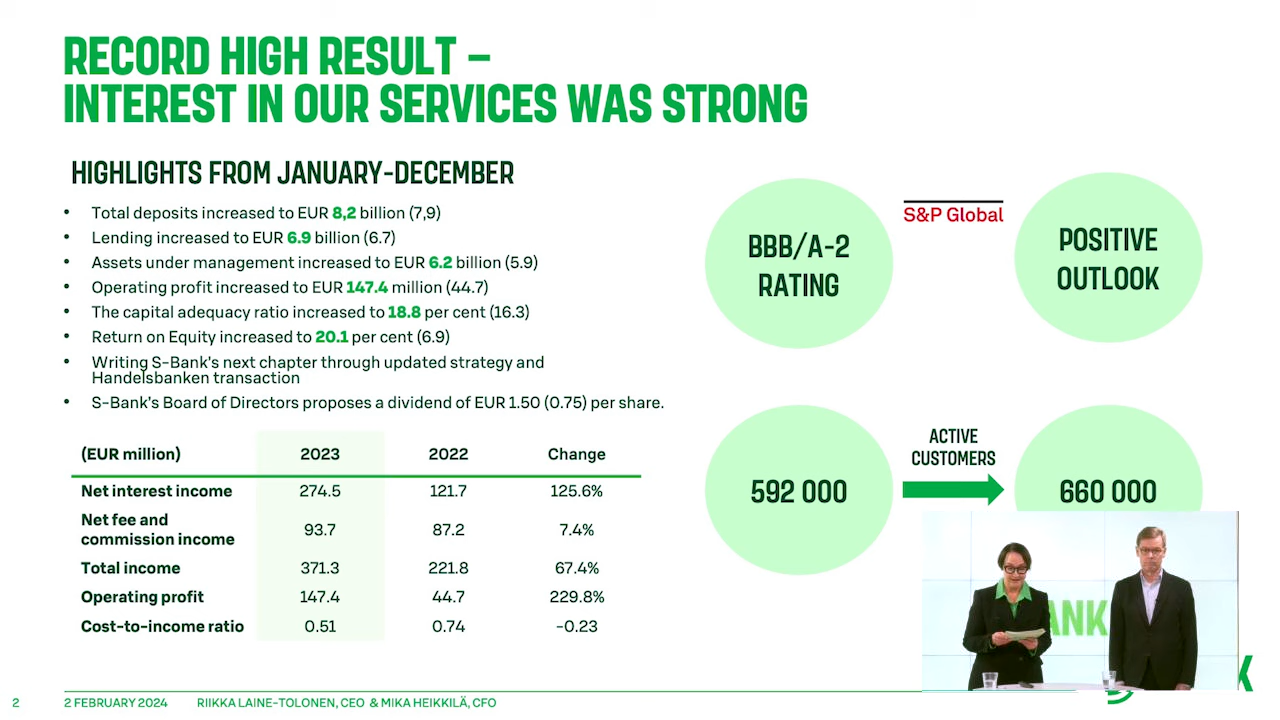 RECORD HIGH RESULT –
INTEREST IN OUR SERVICES WAS STRONG
HIGHLIGHTS FROM JANUARY-DECEMBER
• Total deposits increased to EUR 8,2 billion (7,9)
• Lending increased to EUR 6.9 billion (6.7)
• Assets under management increased to EUR 6.2 billion (5.9)
• Operating profit increased to EUR 147.4 million (44.7)
• The capital adequacy ratio increased to 18.8 per cent (16.3)
• Return on Equity increased to 20.1 per cent (6.9)
• Writing S-Bank's next chapter through updated strategy and
Handelsbanken transaction
• S-Bank's Board of Directors proposes a dividend of EUR 1.50 (0.75) per share.
(EUR million) 2023 2022 Change
Net interest income 274.5 121.7 125.6%
Net fee and
commission income 93.7 87.2 7.4%
Total income 371.3 221.8 67.4%
Operating profit 147.4 44.7 229.8%
Cost-to-income ratio 0.51 0.74 -0.23
BBB/A-2
RATING
S&P Global
POSITIVE
OUTLOOK
592 000
ACTIVE
CUSTOMERS
660 000
ANK
2 2 FEBRUARY 2024 RIIKKA LAINE-TOLONEN, CEO & MIKA HEIKKILÄ, CFO